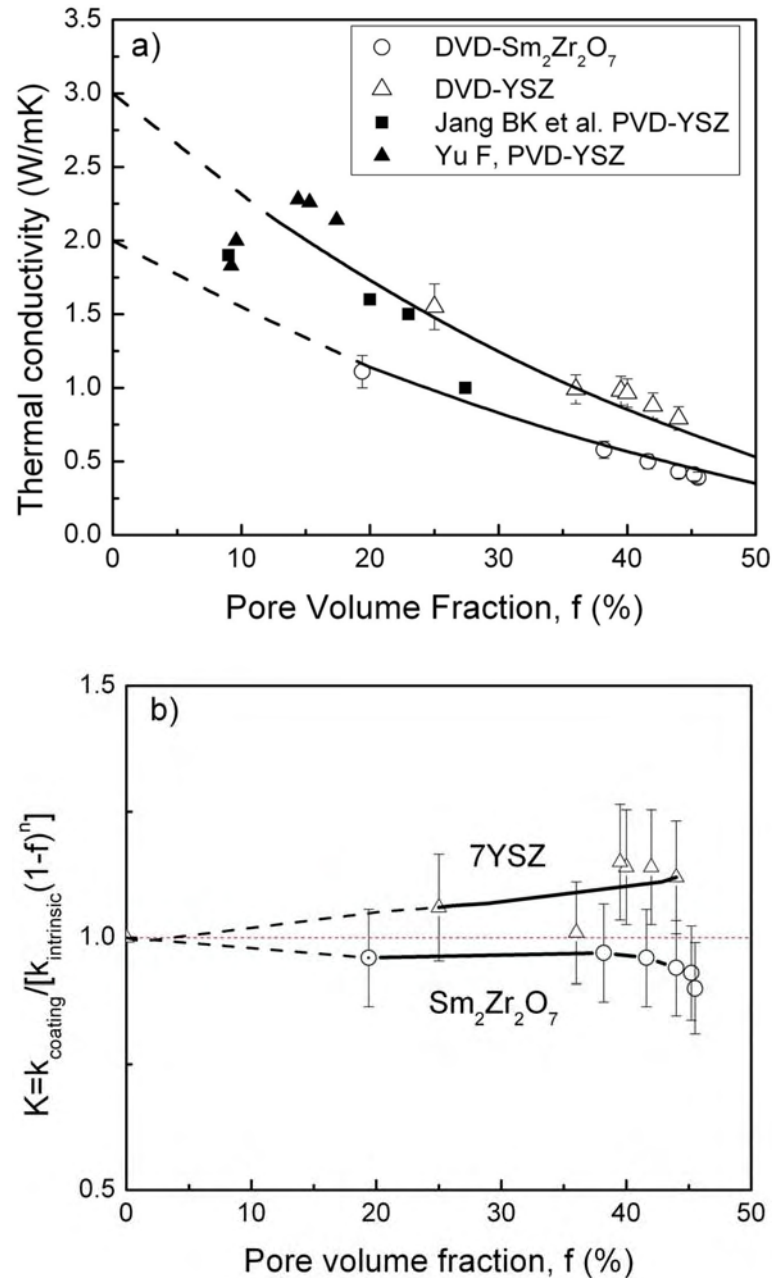 a)
DVD-Sm₂Zr₂O₇
DVD-YSZ
Jang BK et al. PVD-YSZ
Yu F, PVD-YSZ
Thermal conductivity (W/mK)
3.5
3.0
2.5
2.0
1.5
1.0
0.5
0.0
0 10 20 30 40 50
Pore Volume Fraction, f (%)
b)
K=k_coating/[k_intrinsic(1-f)ⁿ]
1.5
1.0
0.5
7YSZ
Sm₂Zr₂O₇
0 10 20 30 40 50
Pore volume fraction, f (%)